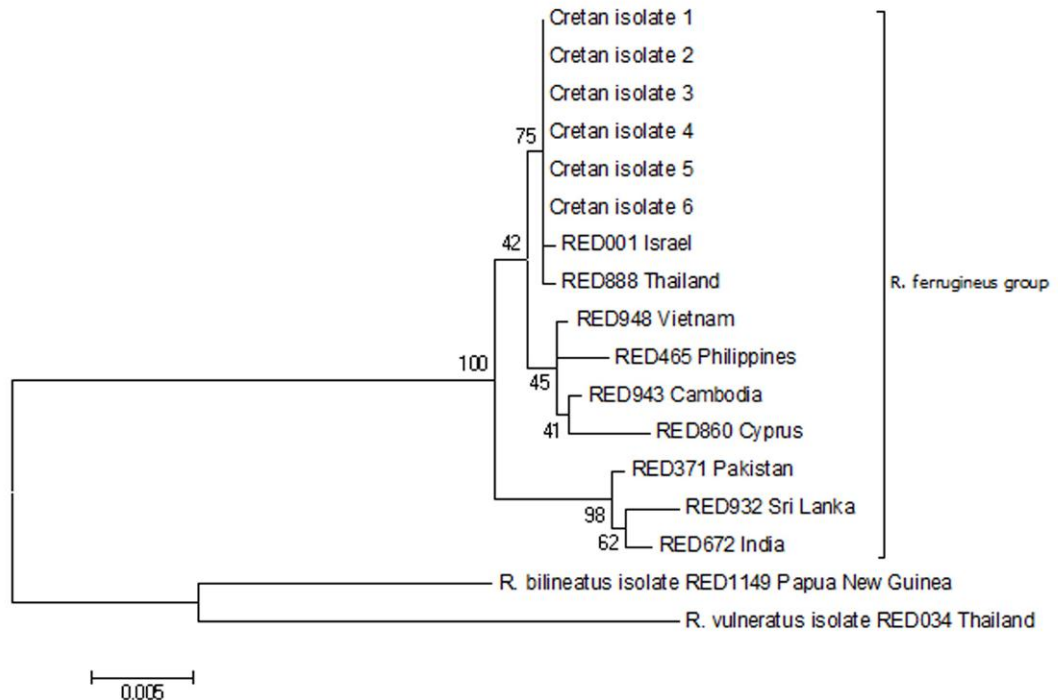 Cretan isolate 1
Cretan isolate 2
Cretan isolate 3
75
Cretan isolate 4
Cretan isolate 5
Cretan isolate 6
42
RED001 Israel
RED888 Thailand
R. ferrugineus group
RED948 Vietnam
100
RED465 Philippines
45
RED943 Cambodia
41
RED860 Cyprus
RED371 Pakistan
98
RED932 Sri Lanka
62
RED672 India
R. bilineatus isolate RED1149 Papua New Guinea
R. vulneratus isolate RED034 Thailand
0.005